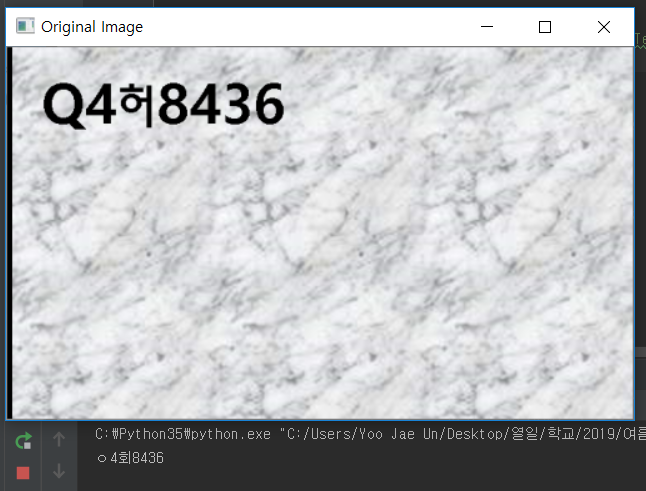 Original Image
Q4허8436
C:\Python35\python.exe "C:/Users/Yoo Jae Un/Desktop/열일/학교/2019/여름
ㅇ4회8436